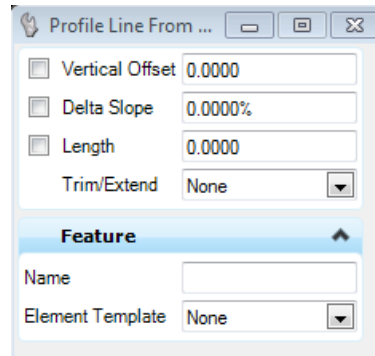 Profile Line From ...
Vertical Offset 0.0000
Delta Slope 0.0000%
Length 0.0000
Trim/Extend None
Feature
Name
Element Template None